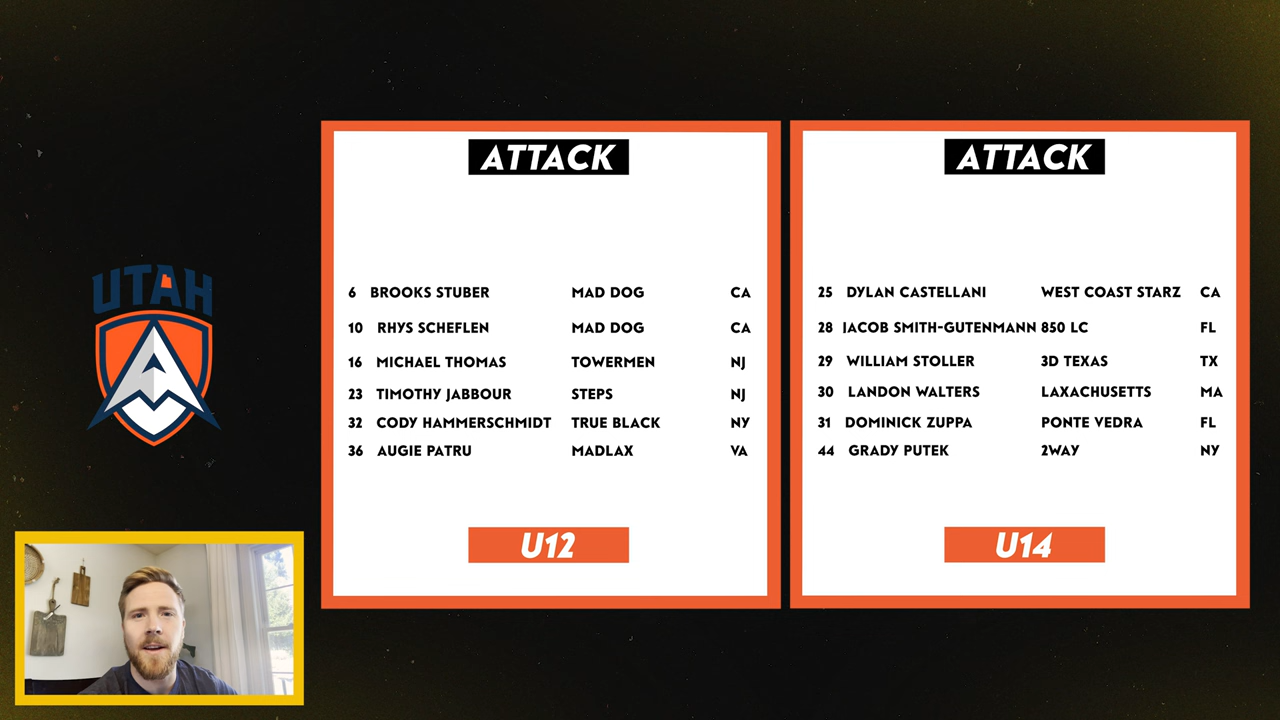 UTAH
ATTACK
6 BROOKS STUBER MAD DOG CA
10 RHYS SCHEFLEN MAD DOG CA
16 MICHAEL THOMAS TOWERMEN NJ
23 TIMOTHY JABBOUR STEPS NJ
32 CODY HAMMERSCHMIDT TRUE BLACK NY
36 AUGIE PATRU MADLAX VA
U12
ATTACK
25 DYLAN CASTELLANI WEST COAST STARZ CA
28 JACOB SMITH-GUTENMANN 850 LC FL
29 WILLIAM STOLLER 3D TEXAS TX
30 LANDON WALTERS LAXACHUSETTS MA
31 DOMINICK ZUPPA PONTE VEDRA FL
44 GRADY PUTEK 2WAY NY
U14